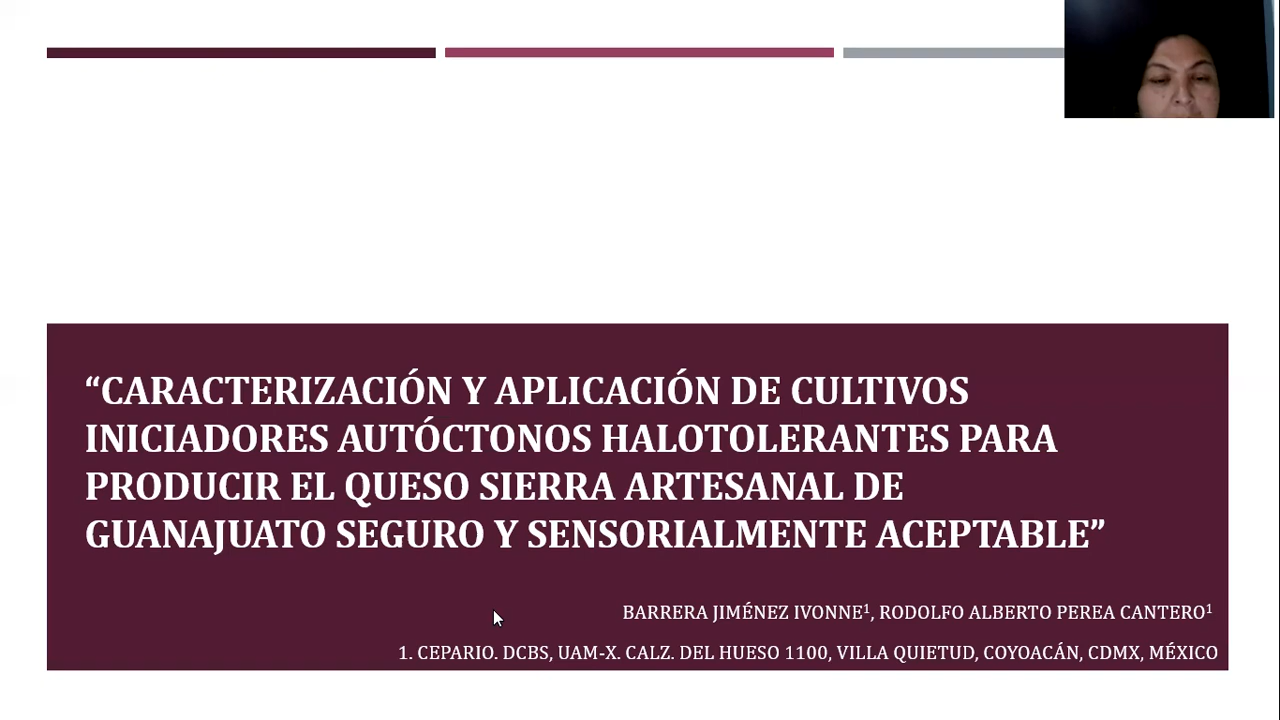 “CARACTERIZACIÓN Y APLICACIÓN DE CULTIVOS
INICIADORES AUTÓCTONOS HALOTOLERANTES PARA
PRODUCIR EL QUESO SIERRA ARTESANAL DE
GUANAJUATO SEGURO Y SENSORIALMENTE ACEPTABLE”
BARRERA JIMÉNEZ IVONNE¹, RODOLFO ALBERTO PEREA CANTERO¹
1. CEPARIO. DCBS, UAM-X. CALZ. DEL HUESO 1100, VILLA QUIETUD, COYOACÁN, CDMX, MÉXICO